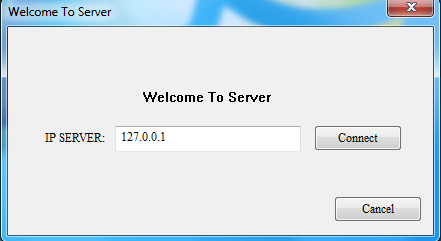 Welcome To Server
Welcome To Server
IP SERVER: 127.0.0.1 Connect
Cancel